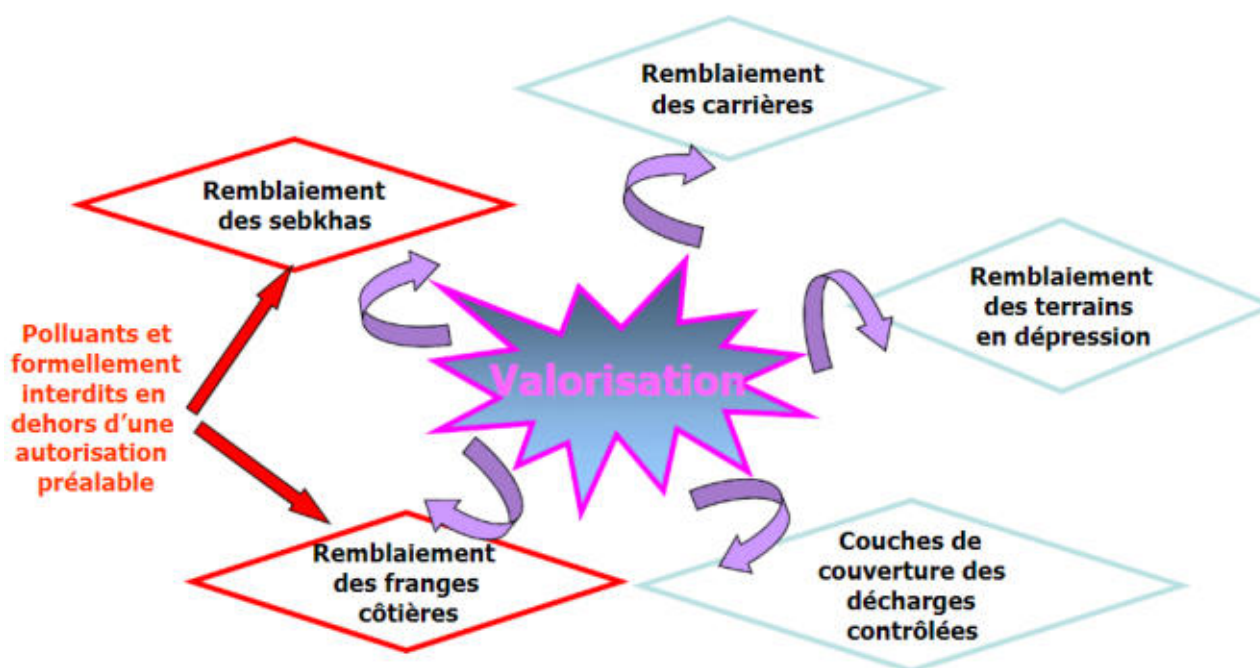 Remblaiement
des carrières
Remblaiement
des sebkhas
Remblaiement
des terrains
en dépression
Polluants et
formellement
interdits en
dehors d’une
autorisation
préalable
Valorisation
Remblaiement
des franges
côtières
Couches de
couverture des
décharges
contrôlées